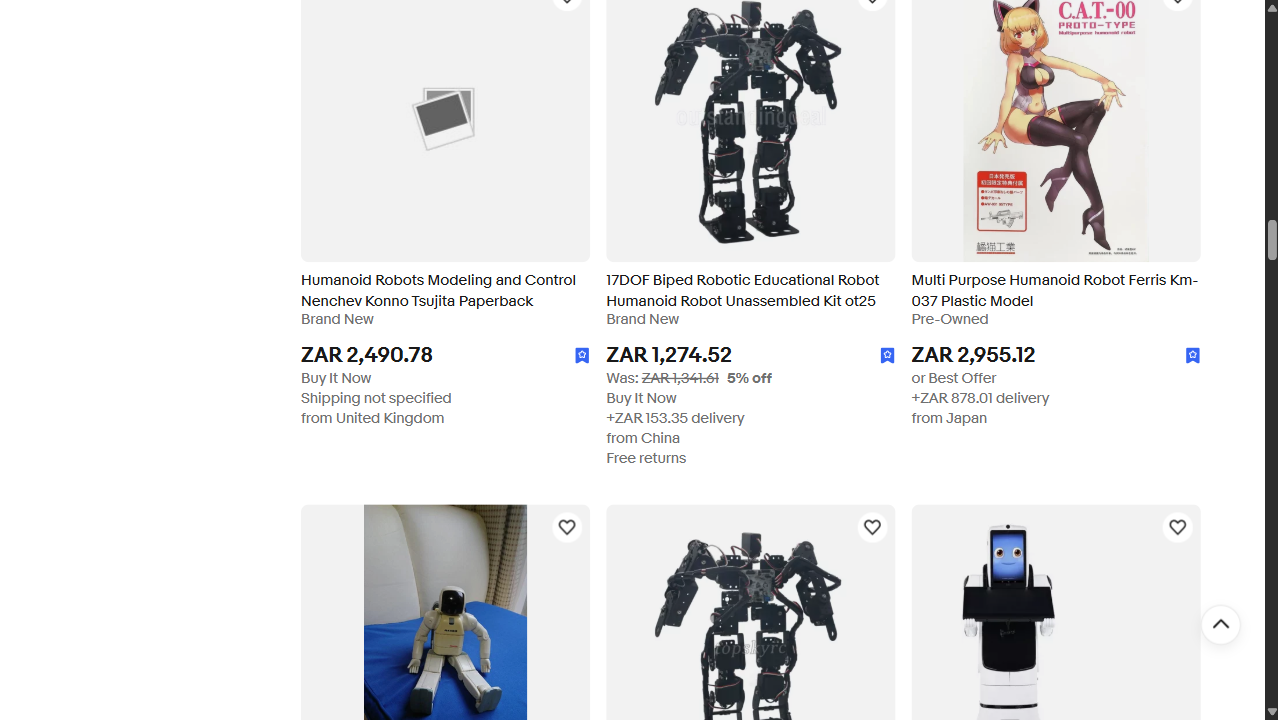 C.A.T.-00
PROTO-TYPE
Multipurpose humanoid robot
Humanoid Robots Modeling and Control
Nenchev Konno Tsujita Paperback
Brand New
ZAR 2,490.78
Buy It Now
Shipping not specified
from United Kingdom
17DOF Biped Robotic Educational Robot
Humanoid Robot Unassembled Kit ot25
Brand New
ZAR 1,274.52
Was: ZAR 1,341.61 5% off
Buy It Now
+ZAR 153.35 delivery
from China
Free returns
Multi Purpose Humanoid Robot Ferris Km-
037 Plastic Model
Pre-Owned
ZAR 2,955.12
or Best Offer
+ZAR 878.01 delivery
from Japan
topskyrc